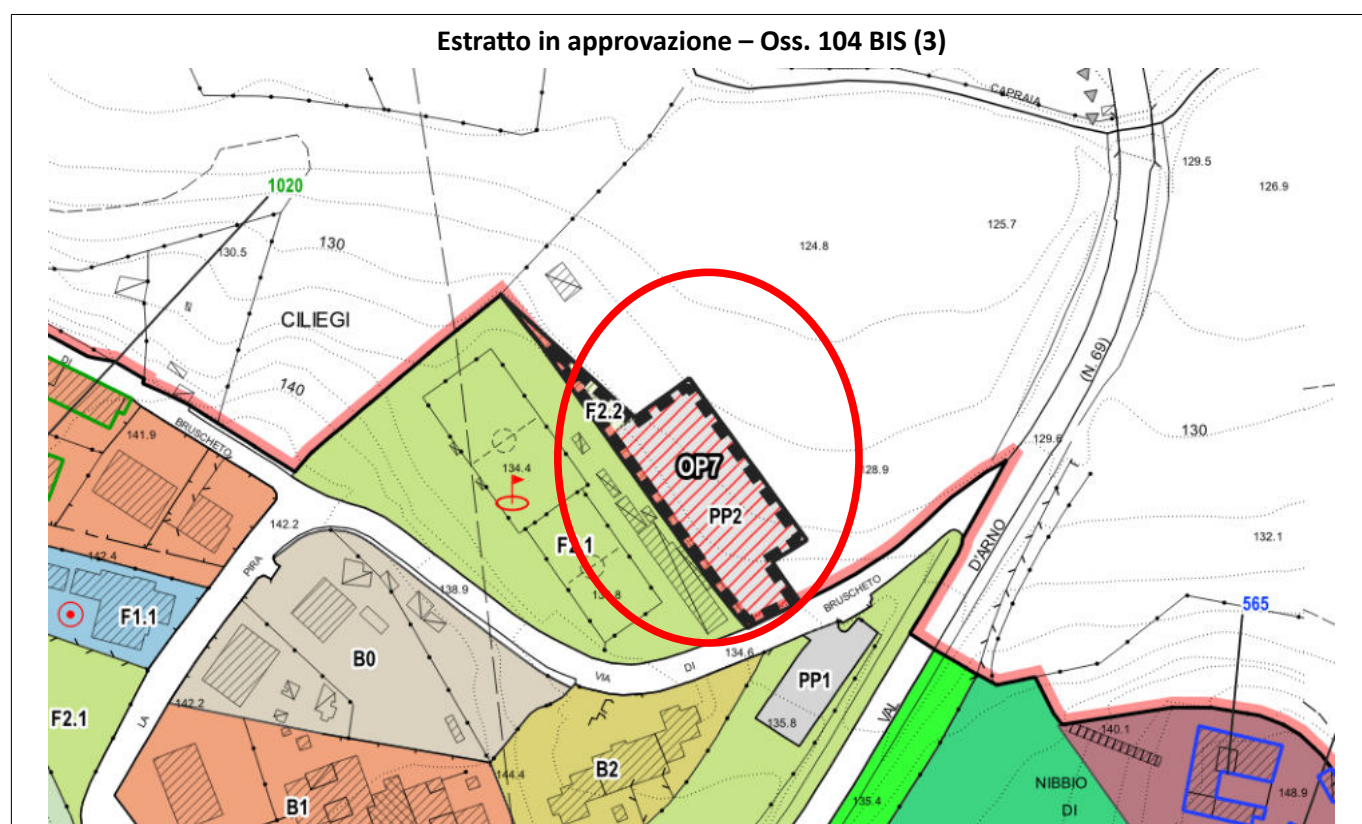 Estratto in approvazione – Oss. 104 BIS (3)
CAPRAIA
129.5
126.9
1020
125.7
130
124.8
130.5
CILIEGI
(N. 69)
140
DI
F2.2
130
129.6
141.9
BRUSCHETO
134.4
OP7
128.9
PP2
142.2
132.1
F2.1
D'ARNO
142.4
PIRA
138.9
BRUSCHETO
565
F1.1
B0
134.6
DI
VIA
PP1
142.2
VAL
F2.1
135.8
LA
140.1
144.4
B2
NIBBIO
148.9
135.4
B1
DI